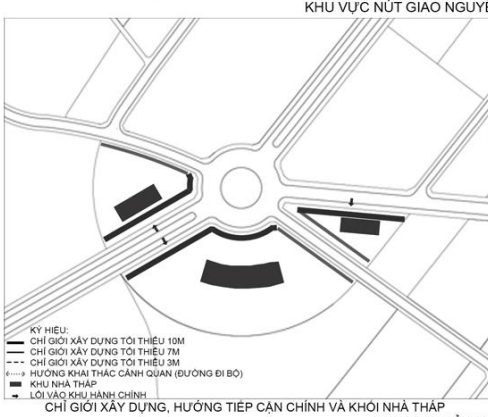 KHU VỰC NÚT GIAO NGUYỄ
KÝ HIỆU:
CHỈ GIỚI XÂY DỰNG TỐI THIỂU 10M
CHỈ GIỚI XÂY DỰNG TỐI THIỂU 7M
CHỈ GIỚI XÂY DỰNG TỐI THIỂU 3M
HƯỚNG KHAI THÁC CẢNH QUAN (ĐƯỜNG ĐI BỘ)
KHU NHÀ THÁP
LỐI VÀO KHU HÀNH CHÍNH
CHỈ GIỚI XÂY DỰNG, HƯỚNG TIẾP CẬN CHÍNH VÀ KHỐI NHÀ THÁP